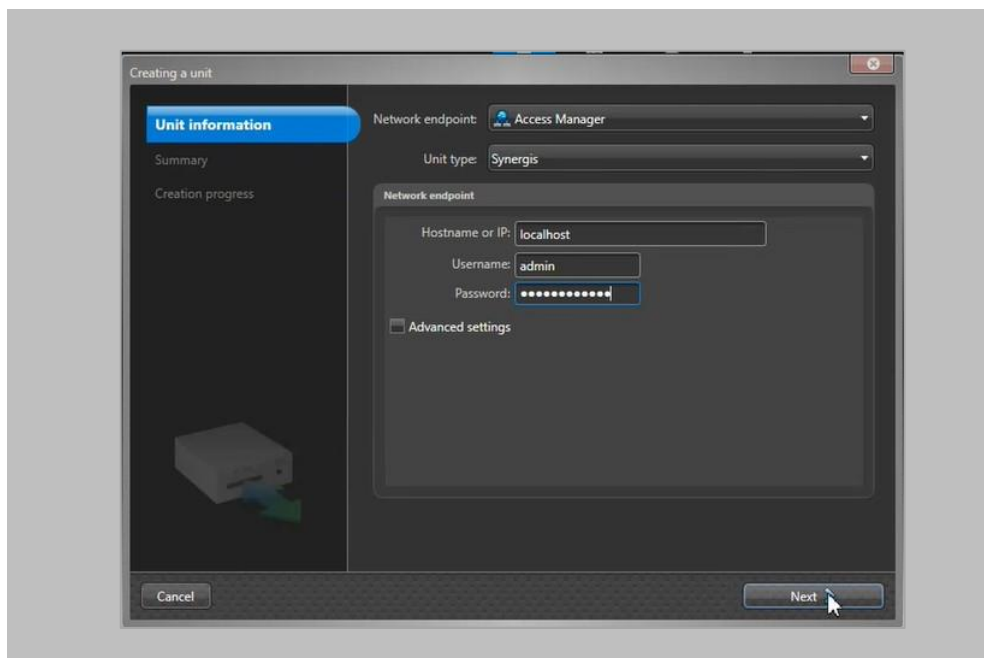 Creating a unit
Unit information
Summary
Creation progress
Network endpoint: Access Manager
Unit type: Synergis
Network endpoint
Hostname or IP: localhost
Username: admin
Password: ●●●●●●●●●●●●
Advanced settings
Cancel
Next